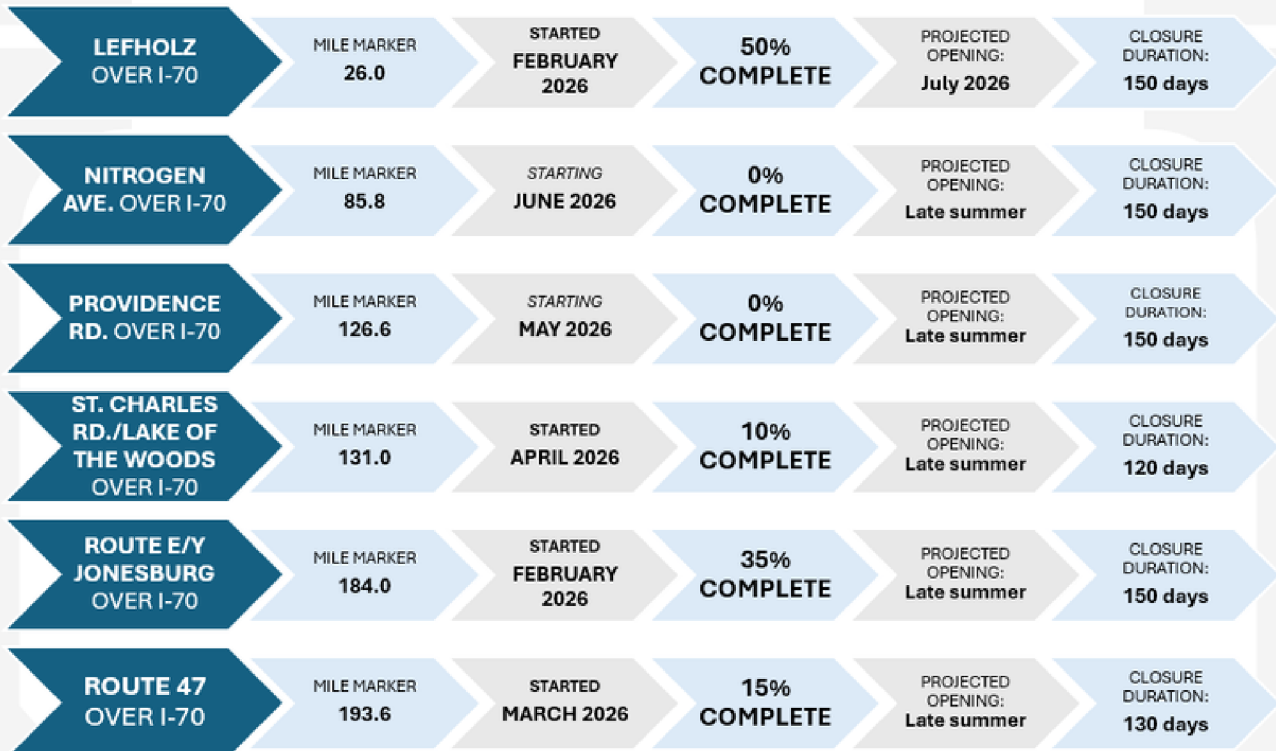 LEFHOLZ
OVER I-70
MILE MARKER
26.0
STARTED
FEBRUARY
2026
50%
COMPLETE
PROJECTED
OPENING:
July 2026
CLOSURE
DURATION:
150 days
NITROGEN
AVE. OVER I-70
MILE MARKER
85.8
STARTING
JUNE 2026
0%
COMPLETE
PROJECTED
OPENING:
Late summer
CLOSURE
DURATION:
150 days
PROVIDENCE
RD. OVER I-70
MILE MARKER
126.6
STARTING
MAY 2026
0%
COMPLETE
PROJECTED
OPENING:
Late summer
CLOSURE
DURATION:
150 days
ST. CHARLES
RD./LAKE OF
THE WOODS
OVER I-70
MILE MARKER
131.0
STARTED
APRIL 2026
10%
COMPLETE
PROJECTED
OPENING:
Late summer
CLOSURE
DURATION:
120 days
ROUTE E/Y
JONESBURG
OVER I-70
MILE MARKER
184.0
STARTED
FEBRUARY
2026
35%
COMPLETE
PROJECTED
OPENING:
Late summer
CLOSURE
DURATION:
150 days
ROUTE 47
OVER I-70
MILE MARKER
193.6
STARTED
MARCH 2026
15%
COMPLETE
PROJECTED
OPENING:
Late summer
CLOSURE
DURATION:
130 days